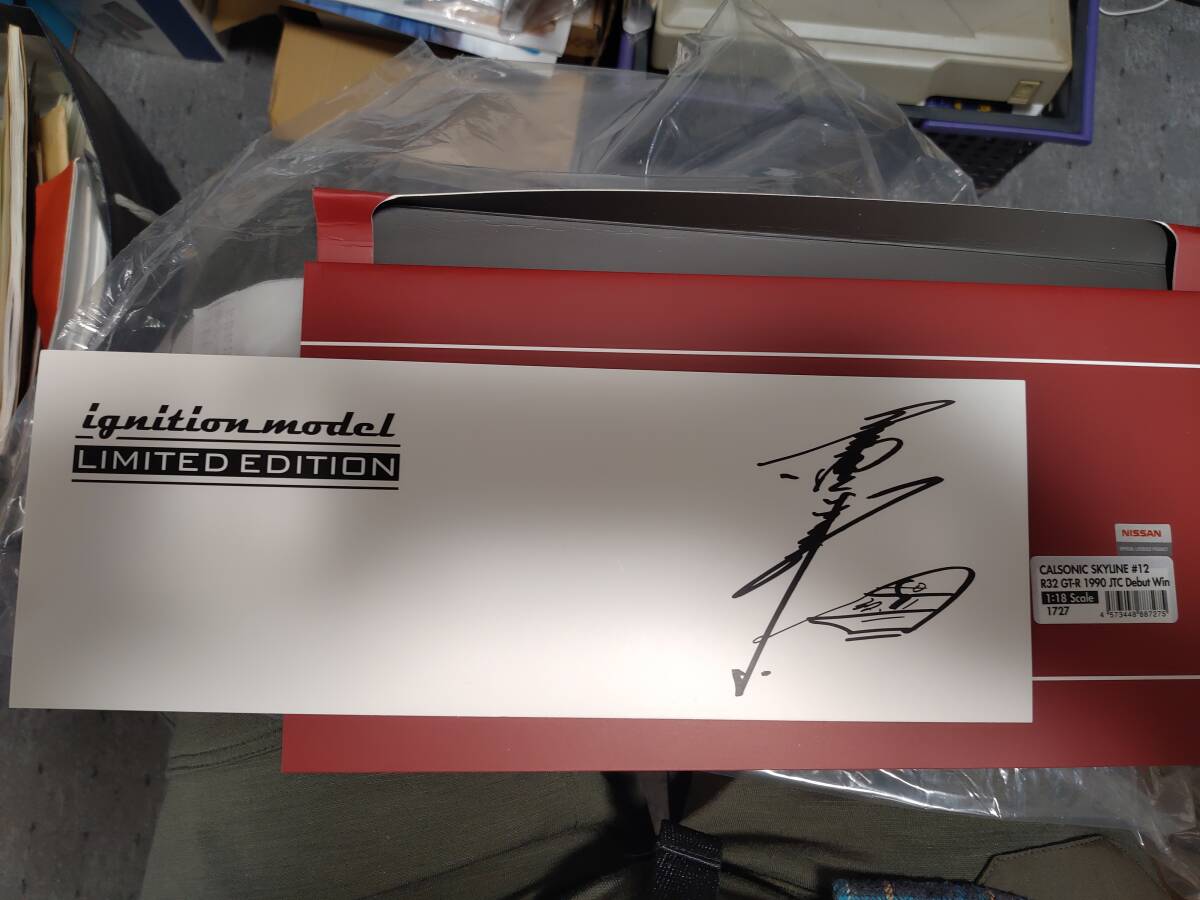 ignition model
LIMITED EDITION
NISSAN
CALSONIC SKYLINE #12
R32 GT-R 1990 JTC Debut Win
1:18 Scale
1727
4 573448 887275